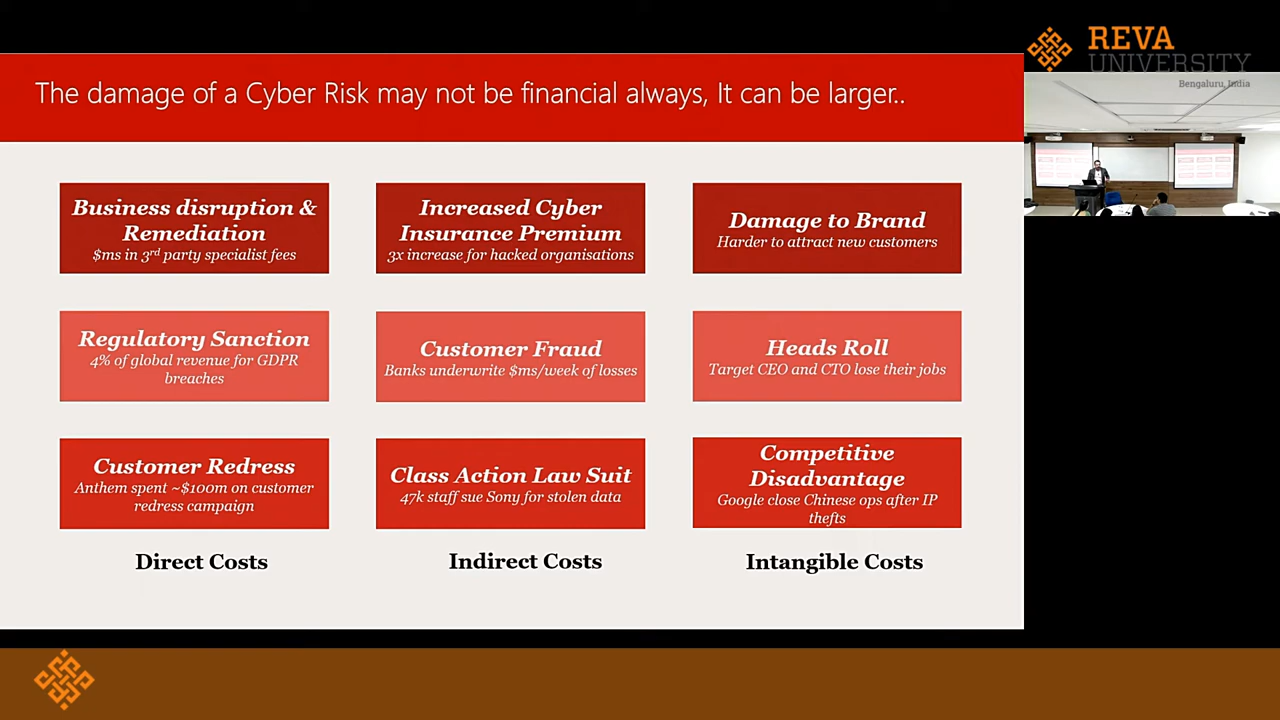 REVA
UNIVERSITY
Bengaluru, India
The damage of a Cyber Risk may not be financial always, It can be larger..
Business disruption &
Remediation
$ms in 3rd party specialist fees
Increased Cyber
Insurance Premium
3x increase for hacked organisations
Damage to Brand
Harder to attract new customers
Regulatory Sanction
4% of global revenue for GDPR
breaches
Customer Fraud
Banks underwrite $ms/week of losses
Heads Roll
Target CEO and CTO lose their jobs
Customer Redress
Anthem spent ~$100m on customer
redress campaign
Class Action Law Suit
47k staff sue Sony for stolen data
Competitive
Disadvantage
Google close Chinese ops after IP
thefts
Direct Costs
Indirect Costs
Intangible Costs